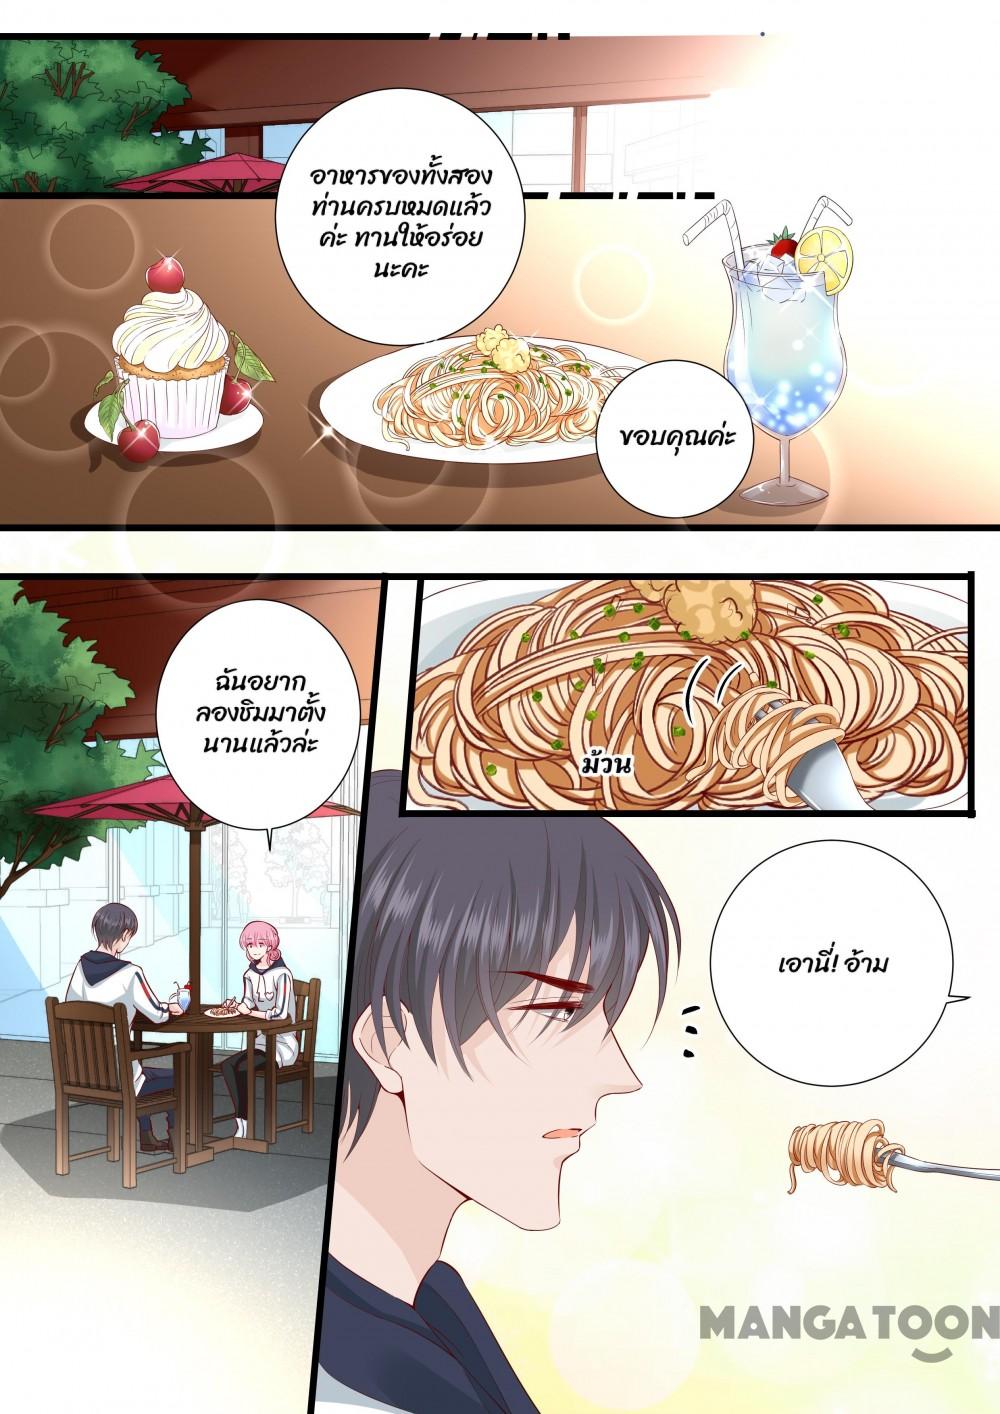 อาหารของทั้งสอง
ท่านครบหมดแล้ว
ค่ะ ทานให้อร่อย
นะคะ
ขอบคุณค่ะ
ฉันอยาก
ลองชิมมาตั้ง
นานแล้วล่ะ
ม้วน
เอานี่! อ้าม
MANGATOON